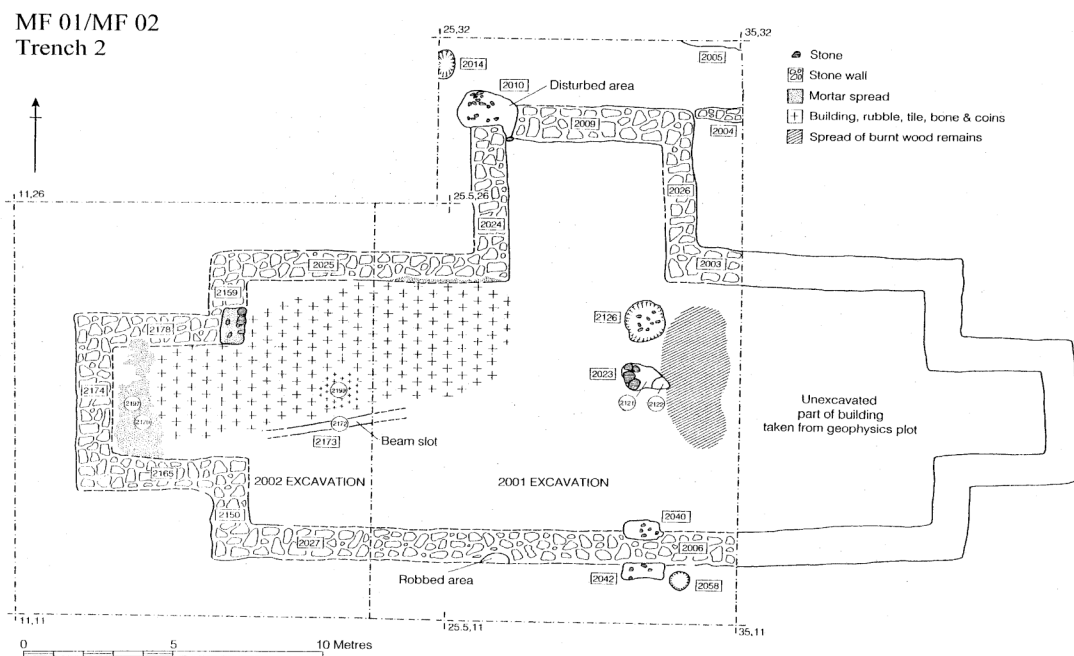 MF 01/MF 02
Trench 2
25,32
35,32
2005
2014
2010
Disturbed area
2009
2004
Stone
Stone wall
Mortar spread
Building, rubble, tile, bone & coins
Spread of burnt wood remains
11,26
25.5,26
2026
2024
2025
2003
2159
2178
2126
2174
2023
2197
2121
2122
2172
2173
Beam slot
Unexcavated
part of building
taken from geophysics plot
2165
2002 EXCAVATION
2001 EXCAVATION
2150
2040
2027
2006
Robbed area
2042
2058
11,11
25.5,11
35,11
0 5 10 Metres